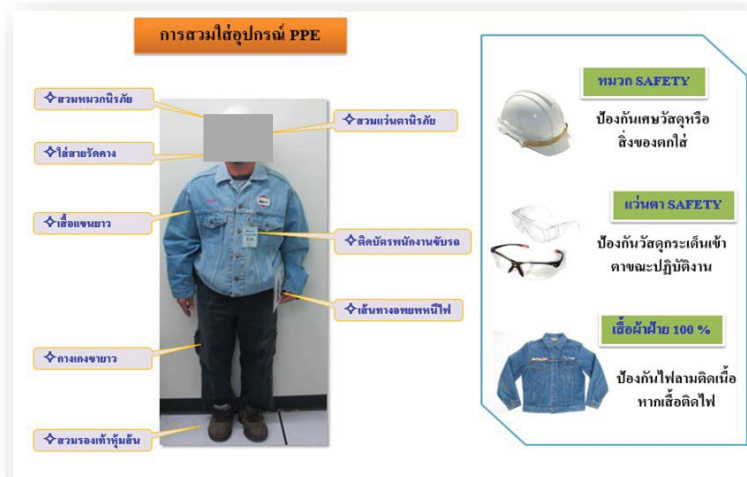 การสวมใส่อุปกรณ์ PPE
สวมหมวกนิรภัย
สวมแว่นตานิรภัย
ใส่สายรัดคาง
เสื้อแขนยาว
ติดบัตรพนักงานขับรถ
เส้นทางอพยพหนีไฟ
กางเกงขายาว
สวมรองเท้าหุ้มส้น
หมวก SAFETY
ป้องกันเศษวัสดุหรือ
สิ่งของตกใส่
แว่นตา SAFETY
ป้องกันวัสดุกระเด็นเข้า
ตาขณะปฏิบัติงาน
เสื้อผ้าฝ้าย 100 %
ป้องกันไฟลามติดเนื้อ
หากเสื้อติดไฟ